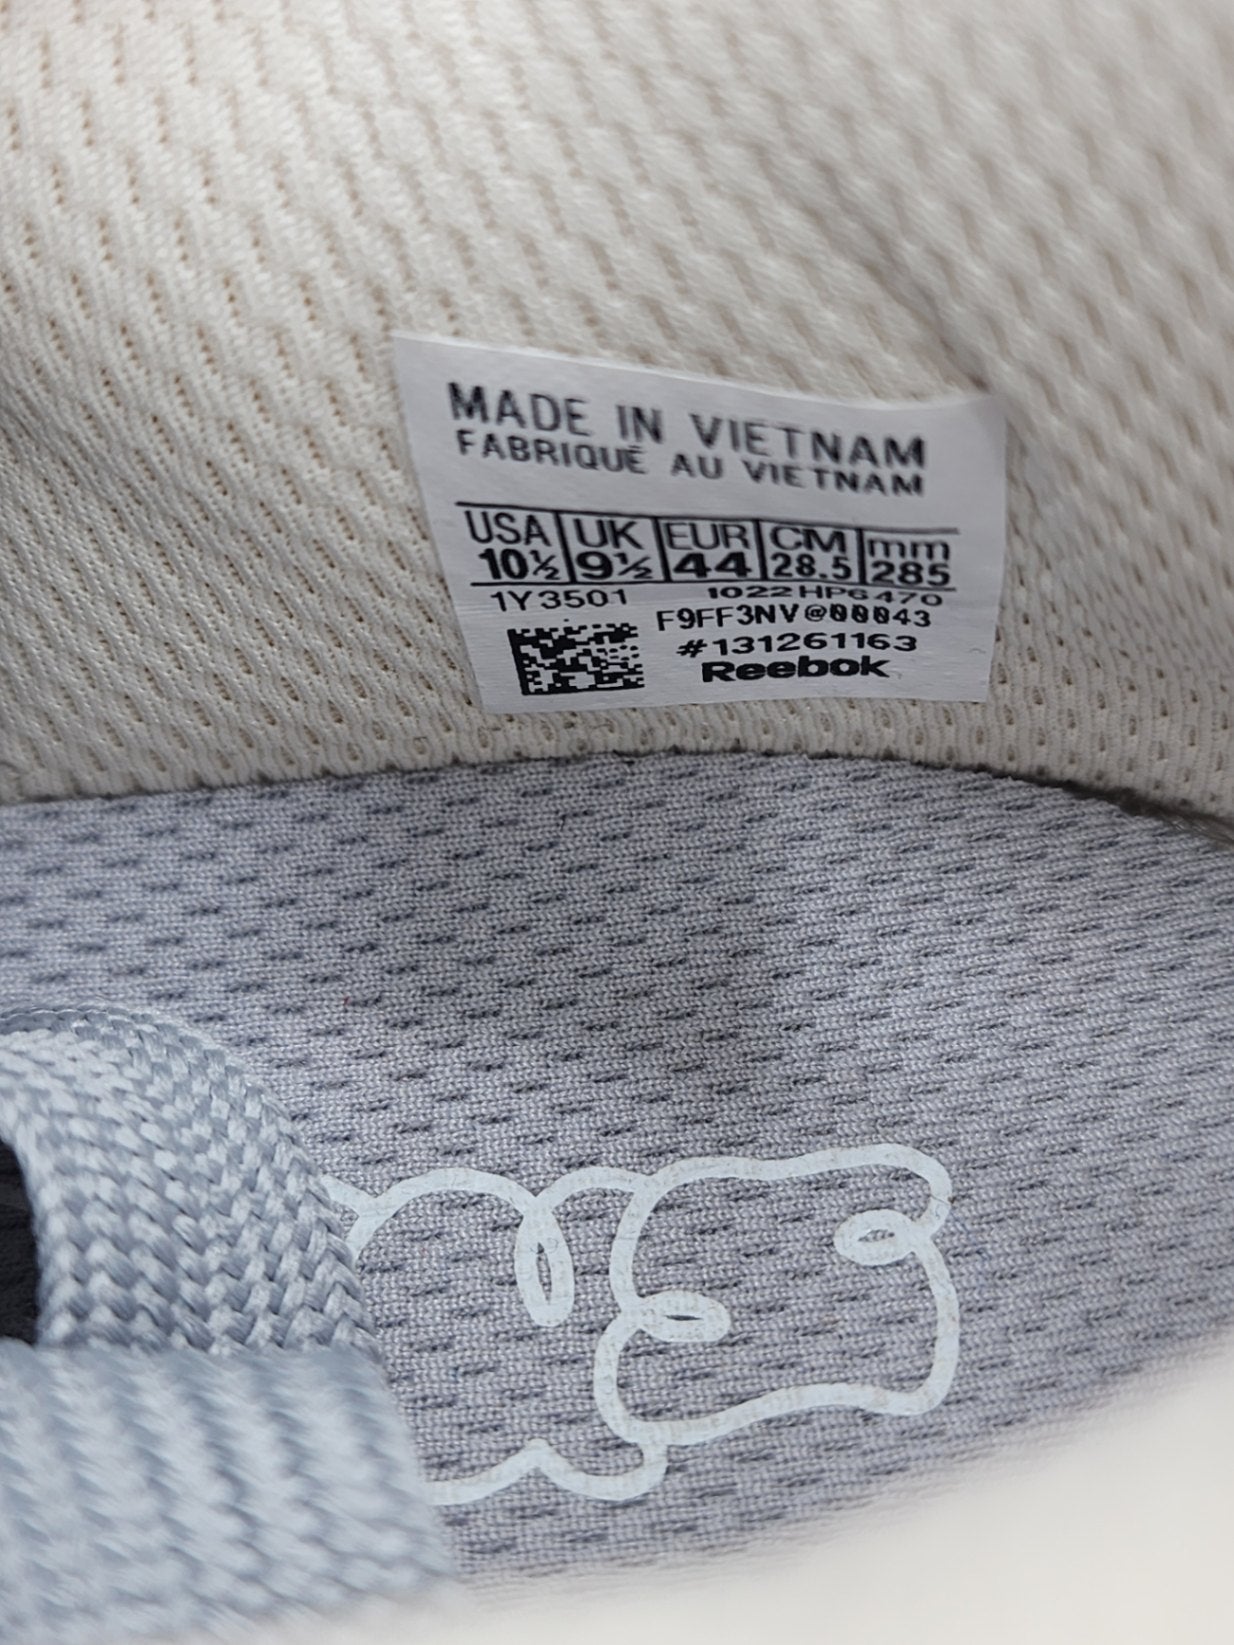 MADE IN VIETNAM
FABRIQUÉ AU VIETNAM
USA UK EUR CM mm
10½ 9½ 44 28.5 285
1Y3501 1022 HP6470
F9FF3NV@00043
#131261163
Reebok